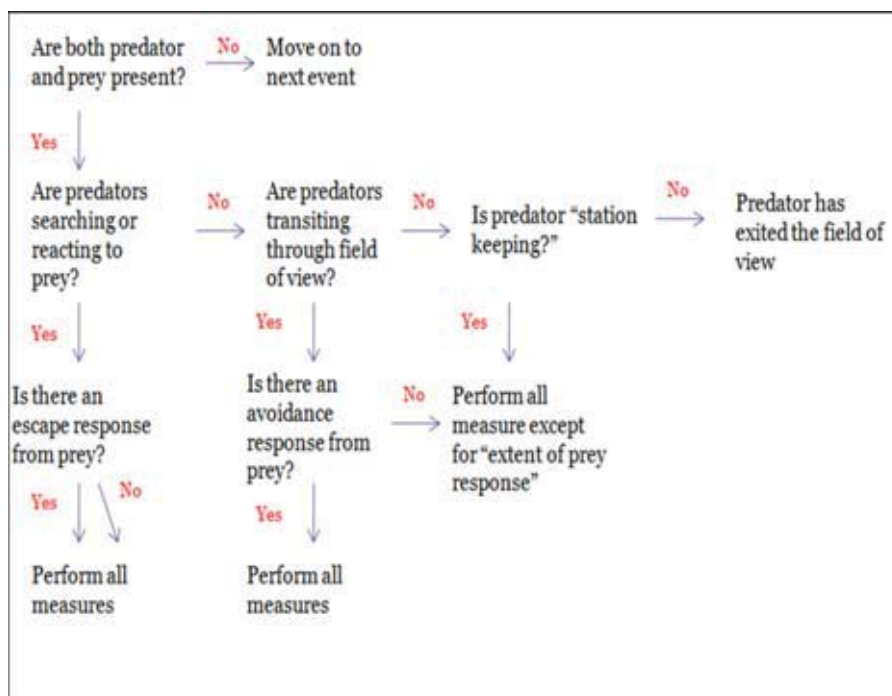 Are both predator
and prey present?
No
Move on to
next event
Yes
Are predators
searching or
reacting to
prey?
No
Are predators
transiting
through field
of view?
No
Is predator “station
keeping?”
No
Predator has
exited the field of
view
Yes
Yes
Yes
Is there an
escape response
from prey?
Is there an
avoidance
response from
prey?
No
Perform all
measure except
for “extent of prey
response”
Yes
No
Yes
Perform all
measures
Perform all
measures